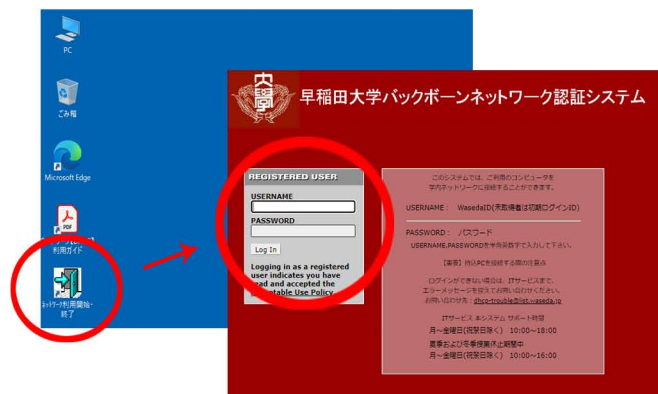 PC
ごみ箱
Microsoft Edge
PDF
利用ガイド
ネットワーク利用開始・
終了
早稲田大学バックボーンネットワーク認証システム
REGISTERED USER
USERNAME
PASSWORD
Log In
Logging in as a registered
user indicates you have
read and accepted the
Acceptable Use Policy
このシステムでは、ご利用のコンピュータを
学内ネットワークに接続することができます。
USERNAME： WasedaID(未取得者は初期ログインID)
PASSWORD： パスワード
USERNAME,PASSWORDを半角英数字で入力して下さい。
【重要】持込PCを接続する際の注意点
ログインができない場合は、ITサービスまで、
エラーメッセージを控えてお問い合わせください。
お問い合わせ先：dhcp-trouble@list.waseda.jp
ITサービス 本システム サポート時間
月～金曜日(祝祭日除く) 10:00～18:00
夏季および冬季授業休止期間中
月～金曜日(祝祭日除く) 10:00～16:00